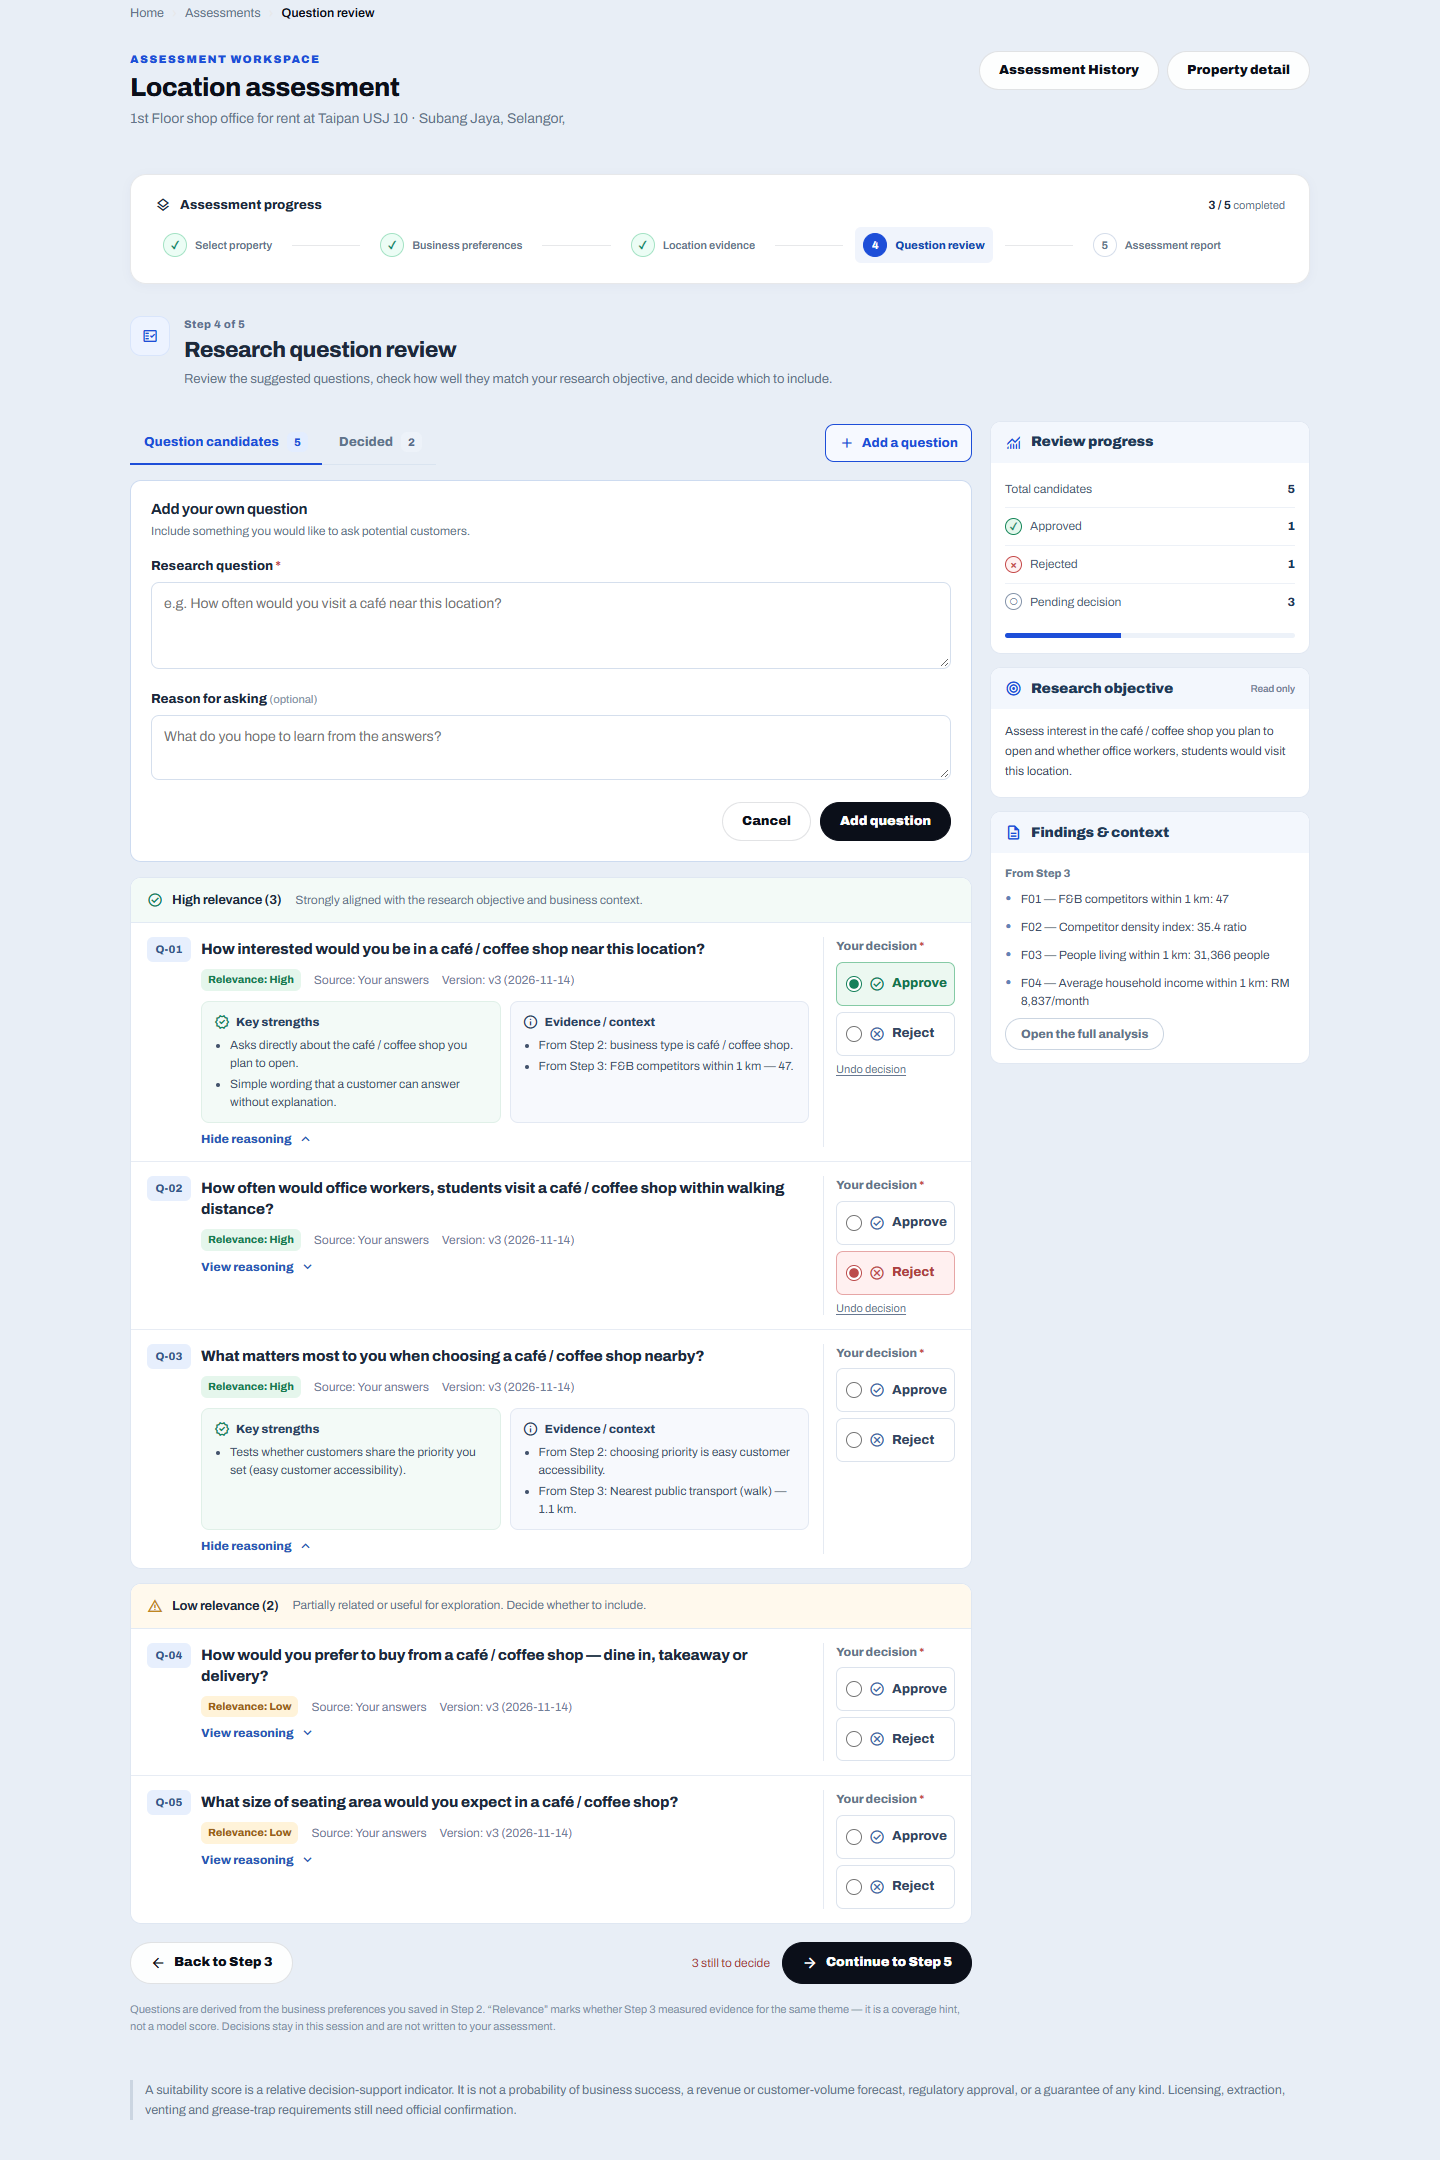 Home
Assessments
Question review
ASSESSMENT WORKSPACE
Location assessment
1st Floor shop office for rent at Taipan USJ 10 · Subang Jaya, Selangor,
Assessment History
Property detail
Assessment progress
3 / 5 completed
Select property
Business preferences
Location evidence
4
Question review
5
Assessment report
Step 4 of 5
Research question review
Review the suggested questions, check how well they match your research objective, and decide which to include.
Question candidates 5
Decided 2
Add a question
Add your own question
Include something you would like to ask potential customers.
Research question *
e.g. How often would you visit a café near this location?
Reason for asking (optional)
What do you hope to learn from the answers?
Cancel
Add question
High relevance (3)
Strongly aligned with the research objective and business context.
Q-01
How interested would you be in a café / coffee shop near this location?
Relevance: High
Source: Your answers
Version: v3 (2026-11-14)
Key strengths
Asks directly about the café / coffee shop you
plan to open.
Simple wording that a customer can answer
without explanation.
Evidence / context
From Step 2: business type is café / coffee shop.
From Step 3: F&B competitors within 1 km — 47.
Hide reasoning
Your decision *
Approve
Reject
Undo decision
Q-02
How often would office workers, students visit a café / coffee shop within walking
distance?
Relevance: High
Source: Your answers
Version: v3 (2026-11-14)
View reasoning
Your decision *
Approve
Reject
Undo decision
Q-03
What matters most to you when choosing a café / coffee shop nearby?
Relevance: High
Source: Your answers
Version: v3 (2026-11-14)
Key strengths
Tests whether customers share the priority you
set (easy customer accessibility).
Evidence / context
From Step 2: choosing priority is easy customer
accessibility.
From Step 3: Nearest public transport (walk) —
1.1 km.
Hide reasoning
Your decision *
Approve
Reject
Low relevance (2)
Partially related or useful for exploration. Decide whether to include.
Q-04
How would you prefer to buy from a café / coffee shop — dine in, takeaway or
delivery?
Relevance: Low
Source: Your answers
Version: v3 (2026-11-14)
View reasoning
Your decision *
Approve
Reject
Q-05
What size of seating area would you expect in a café / coffee shop?
Relevance: Low
Source: Your answers
Version: v3 (2026-11-14)
View reasoning
Your decision *
Approve
Reject
Back to Step 3
3 still to decide
Continue to Step 5
Questions are derived from the business preferences you saved in Step 2. “Relevance” marks whether Step 3 measured evidence for the same theme — it is a coverage hint,
not a model score. Decisions stay in this session and are not written to your assessment.
Review progress
Total candidates 5
Approved 1
Rejected 1
Pending decision 3
Research objective
Read only
Assess interest in the café / coffee shop you plan to
open and whether office workers, students would visit
this location.
Findings & context
From Step 3
F01 — F&B competitors within 1 km: 47
F02 — Competitor density index: 35.4 ratio
F03 — People living within 1 km: 31,366 people
F04 — Average household income within 1 km: RM
8,837/month
Open the full analysis
A suitability score is a relative decision-support indicator. It is not a probability of business success, a revenue or customer-volume forecast, regulatory approval, or a guarantee of any kind. Licensing, extraction,
venting and grease-trap requirements still need official confirmation.